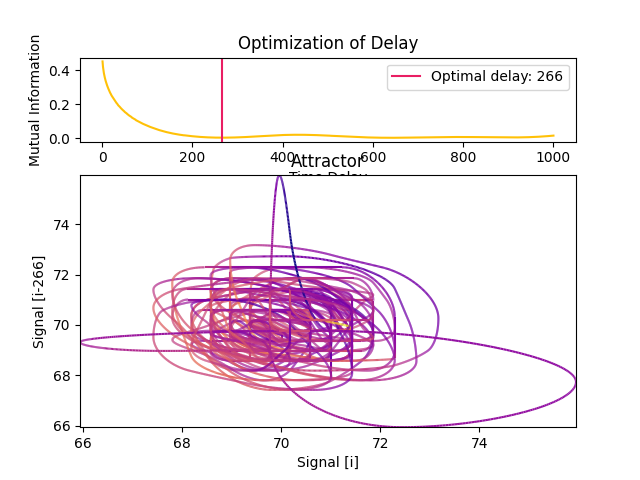 Optimization of Delay
Mutual Information
0.4
0.2
0.0
Optimal delay: 266
0 200 400 600 800 1000
Time Delay
Attractor
Signal [i-266]
74
72
70
68
66
66 68 70 72 74
Signal [i]